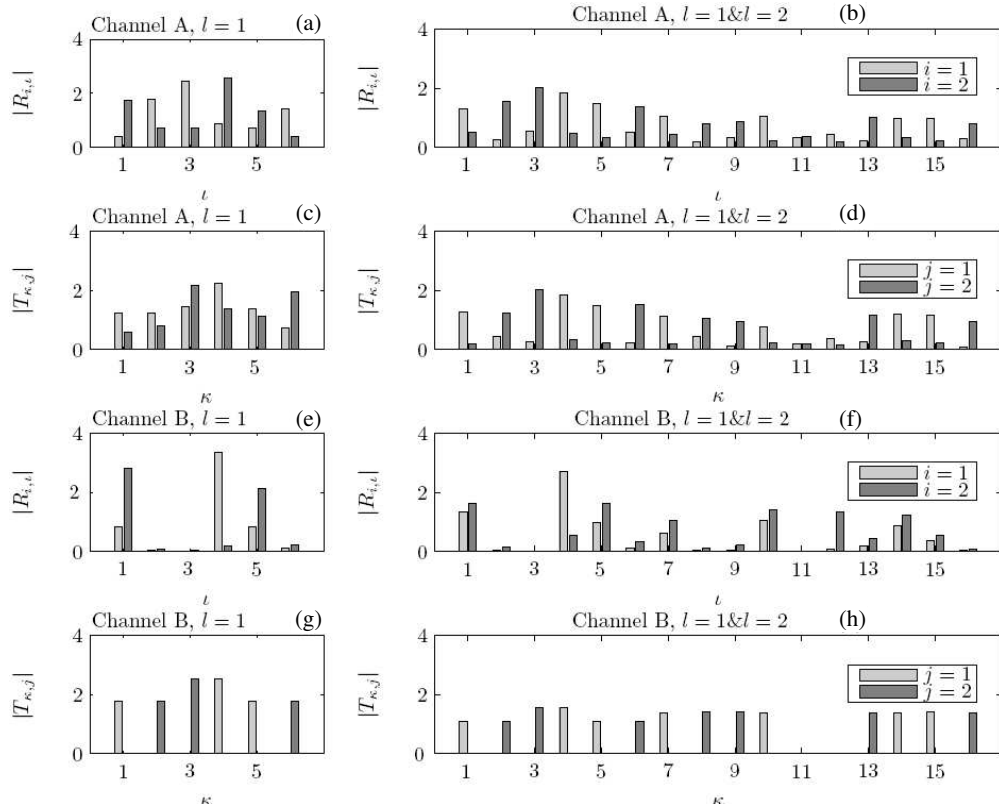 Channel A, l = 1 (a)
4
2
0
|R_{i,ι}|
1 3 5
ι
Channel A, l = 1&l = 2 (b)
4
2
0
|R_{i,ι}|
i = 1
i = 2
1 3 5 7 9 11 13 15
ι
Channel A, l = 1 (c)
4
2
0
|T_{κ,j}|
1 3 5
κ
Channel A, l = 1&l = 2 (d)
4
2
0
|T_{κ,j}|
j = 1
j = 2
1 3 5 7 9 11 13 15
κ
Channel B, l = 1 (e)
4
2
0
|R_{i,ι}|
1 3 5
ι
Channel B, l = 1&l = 2 (f)
4
2
0
|R_{i,ι}|
i = 1
i = 2
1 3 5 7 9 11 13 15
ι
Channel B, l = 1 (g)
4
2
0
|T_{κ,j}|
1 3 5
κ
Channel B, l = 1&l = 2 (h)
4
2
0
|T_{κ,j}|
j = 1
j = 2
1 3 5 7 9 11 13 15
κ